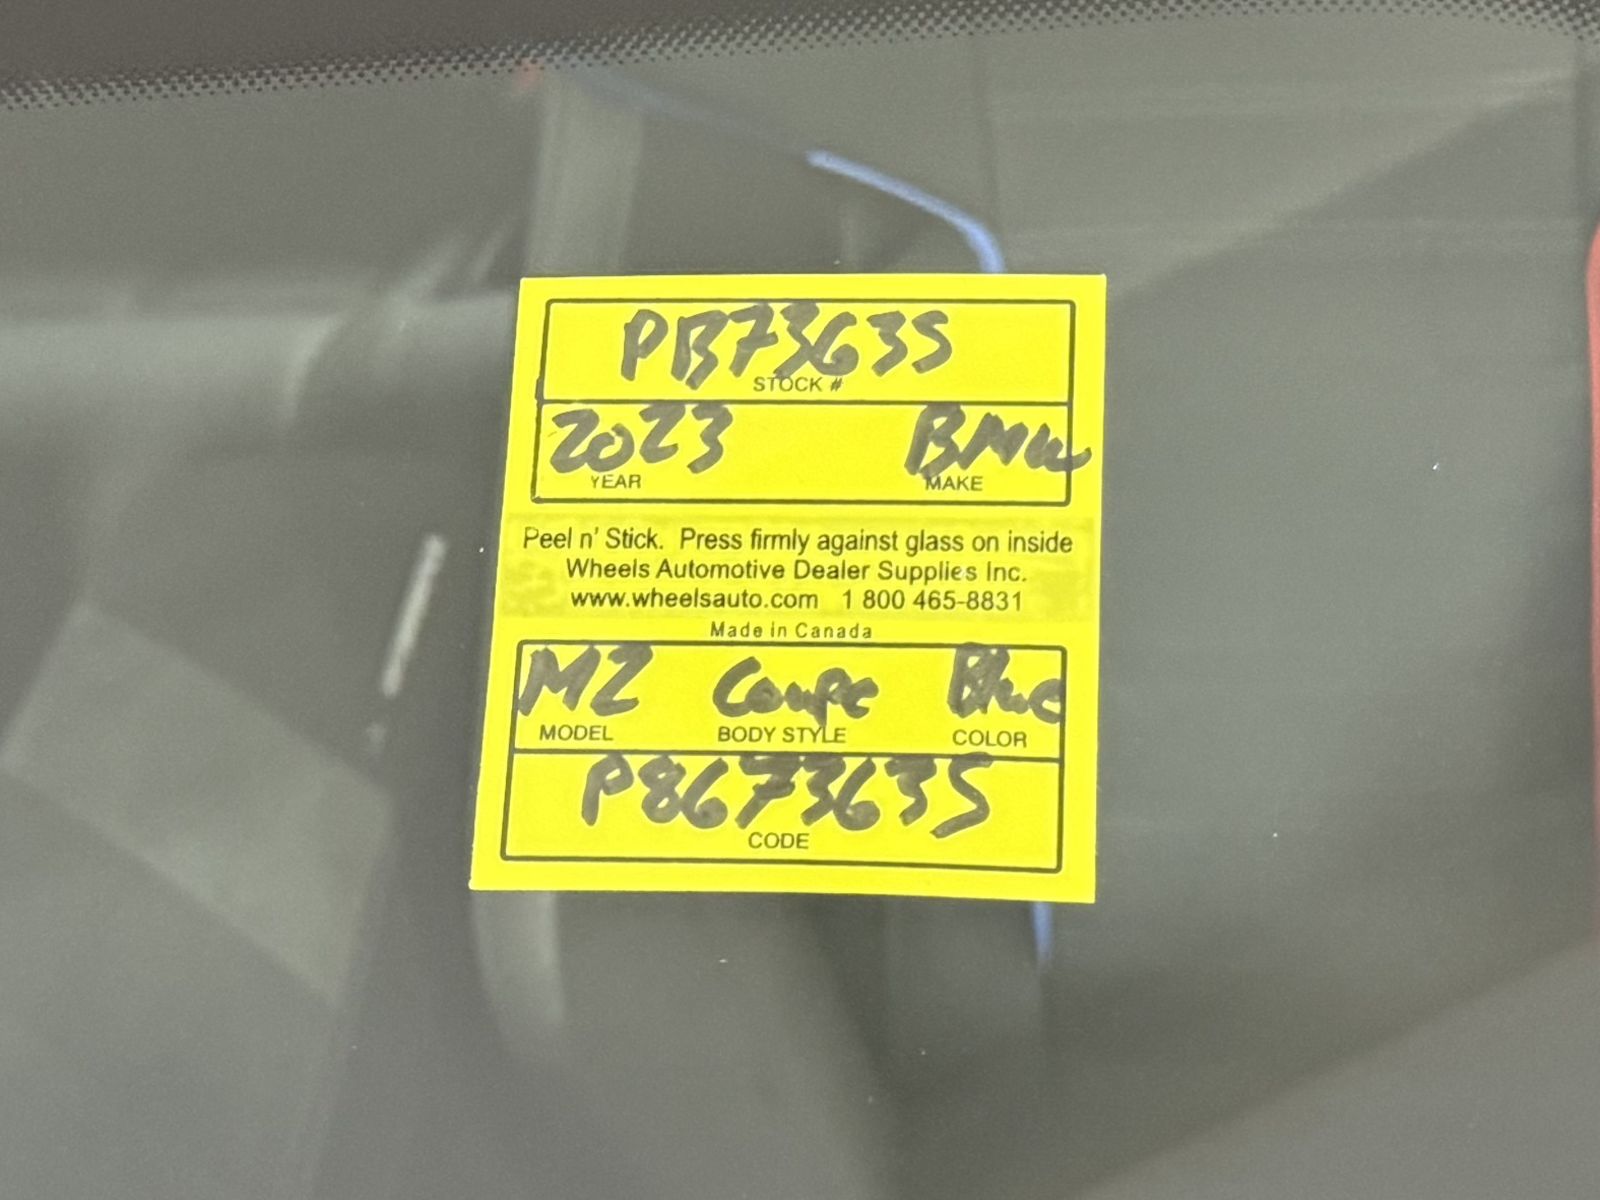 PB73635
STOCK #
2023 BMW
YEAR MAKE
Peel n' Stick. Press firmly against glass on inside
Wheels Automotive Dealer Supplies Inc.
www.wheelsauto.com 1 800 465-8831
Made in Canada
M2 Coupe Blue
MODEL BODY STYLE COLOR
P8673635
CODE